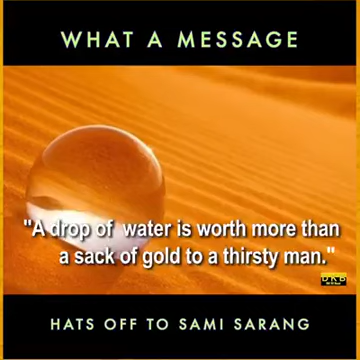 WHAT A MESSAGE
"A drop of water is worth more than
a sack of gold to a thirsty man."
DKB
HATS OFF TO SAMI SARANG